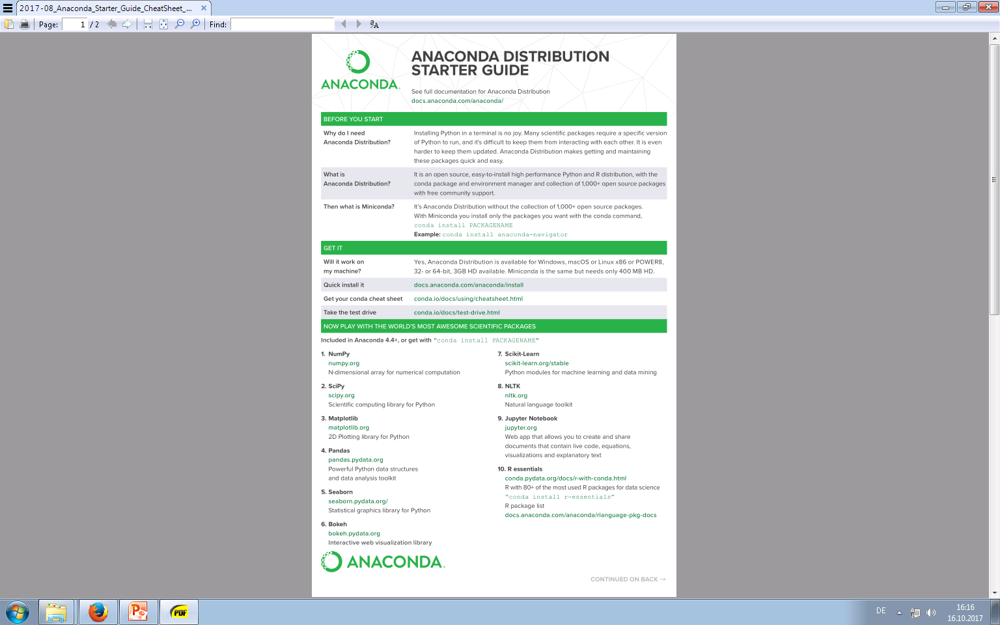 2017-08_Anaconda_Starter_Guide_CheatSheet_...
Page: 1 / 2 Find:
ANACONDA DISTRIBUTION
STARTER GUIDE
ANACONDA.
See full documentation for Anaconda Distribution
docs.anaconda.com/anaconda/
BEFORE YOU START
Why do I need
Anaconda Distribution?
Installing Python in a terminal is no joy. Many scientific packages require a specific version
of Python to run, and it's difficult to keep them from interacting with each other. It is even
harder to keep them updated. Anaconda Distribution makes getting and maintaining
these packages quick and easy.
What is
Anaconda Distribution?
It is an open source, easy-to-install high performance Python and R distribution, with the
conda package and environment manager and collection of 1,000+ open source packages
with free community support.
Then what is Miniconda?
It's Anaconda Distribution without the collection of 1,000+ open source packages.
With Miniconda you install only the packages you want with the conda command,
conda install PACKAGENAME
Example: conda install anaconda-navigator
GET IT
Will it work on
my machine?
Yes, Anaconda Distribution is available for Windows, macOS or Linux x86 or POWER8,
32- or 64-bit, 3GB HD available. Miniconda is the same but needs only 400 MB HD.
Quick install it
docs.anaconda.com/anaconda/install
Get your conda cheat sheet
conda.io/docs/using/cheatsheet.html
Take the test drive
conda.io/docs/test-drive.html
NOW PLAY WITH THE WORLD'S MOST AWESOME SCIENTIFIC PACKAGES
Included in Anaconda 4.4+, or get with "conda install PACKAGENAME"
1. NumPy
numpy.org
N-dimensional array for numerical computation
2. SciPy
scipy.org
Scientific computing library for Python
3. Matplotlib
matplotlib.org
2D Plotting library for Python
4. Pandas
pandas.pydata.org
Powerful Python data structures
and data analysis toolkit
5. Seaborn
seaborn.pydata.org/
Statistical graphics library for Python
6. Bokeh
bokeh.pydata.org
Interactive web visualization library
7. Scikit-Learn
scikit-learn.org/stable
Python modules for machine learning and data mining
8. NLTK
nltk.org
Natural language toolkit
9. Jupyter Notebook
jupyter.org
Web app that allows you to create and share
documents that contain live code, equations,
visualizations and explanatory text
10. R essentials
conda.pydata.org/docs/r-with-conda.html
R with 80+ of the most used R packages for data science
"conda install r-essentials"
R package list
docs.anaconda.com/anaconda/rlanguage-pkg-docs
ANACONDA.
CONTINUED ON BACK →
PDF
DE
16:16
16.10.2017